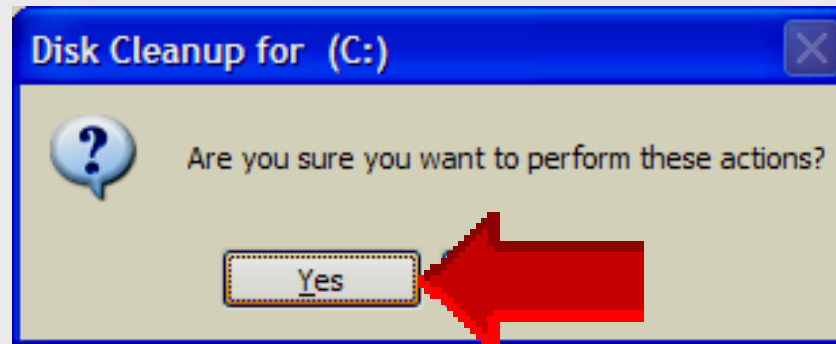 Disk Cleanup for (C:)
Are you sure you want to perform these actions?
Yes